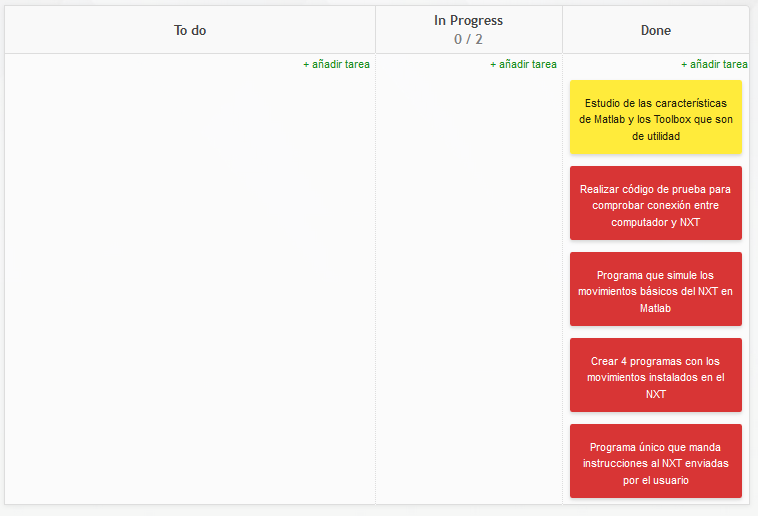 To do
In Progress
0 / 2
Done
+ añadir tarea
+ añadir tarea
+ añadir tarea
Estudio de las características
de Matlab y los Toolbox que son
de utilidad
Realizar código de prueba para
comprobar conexión entre
computador y NXT
Programa que simule los
movimientos básicos del NXT en
Matlab
Crear 4 programas con los
movimientos instalados en el
NXT
Programa único que manda
instrucciones al NXT enviadas
por el usuario